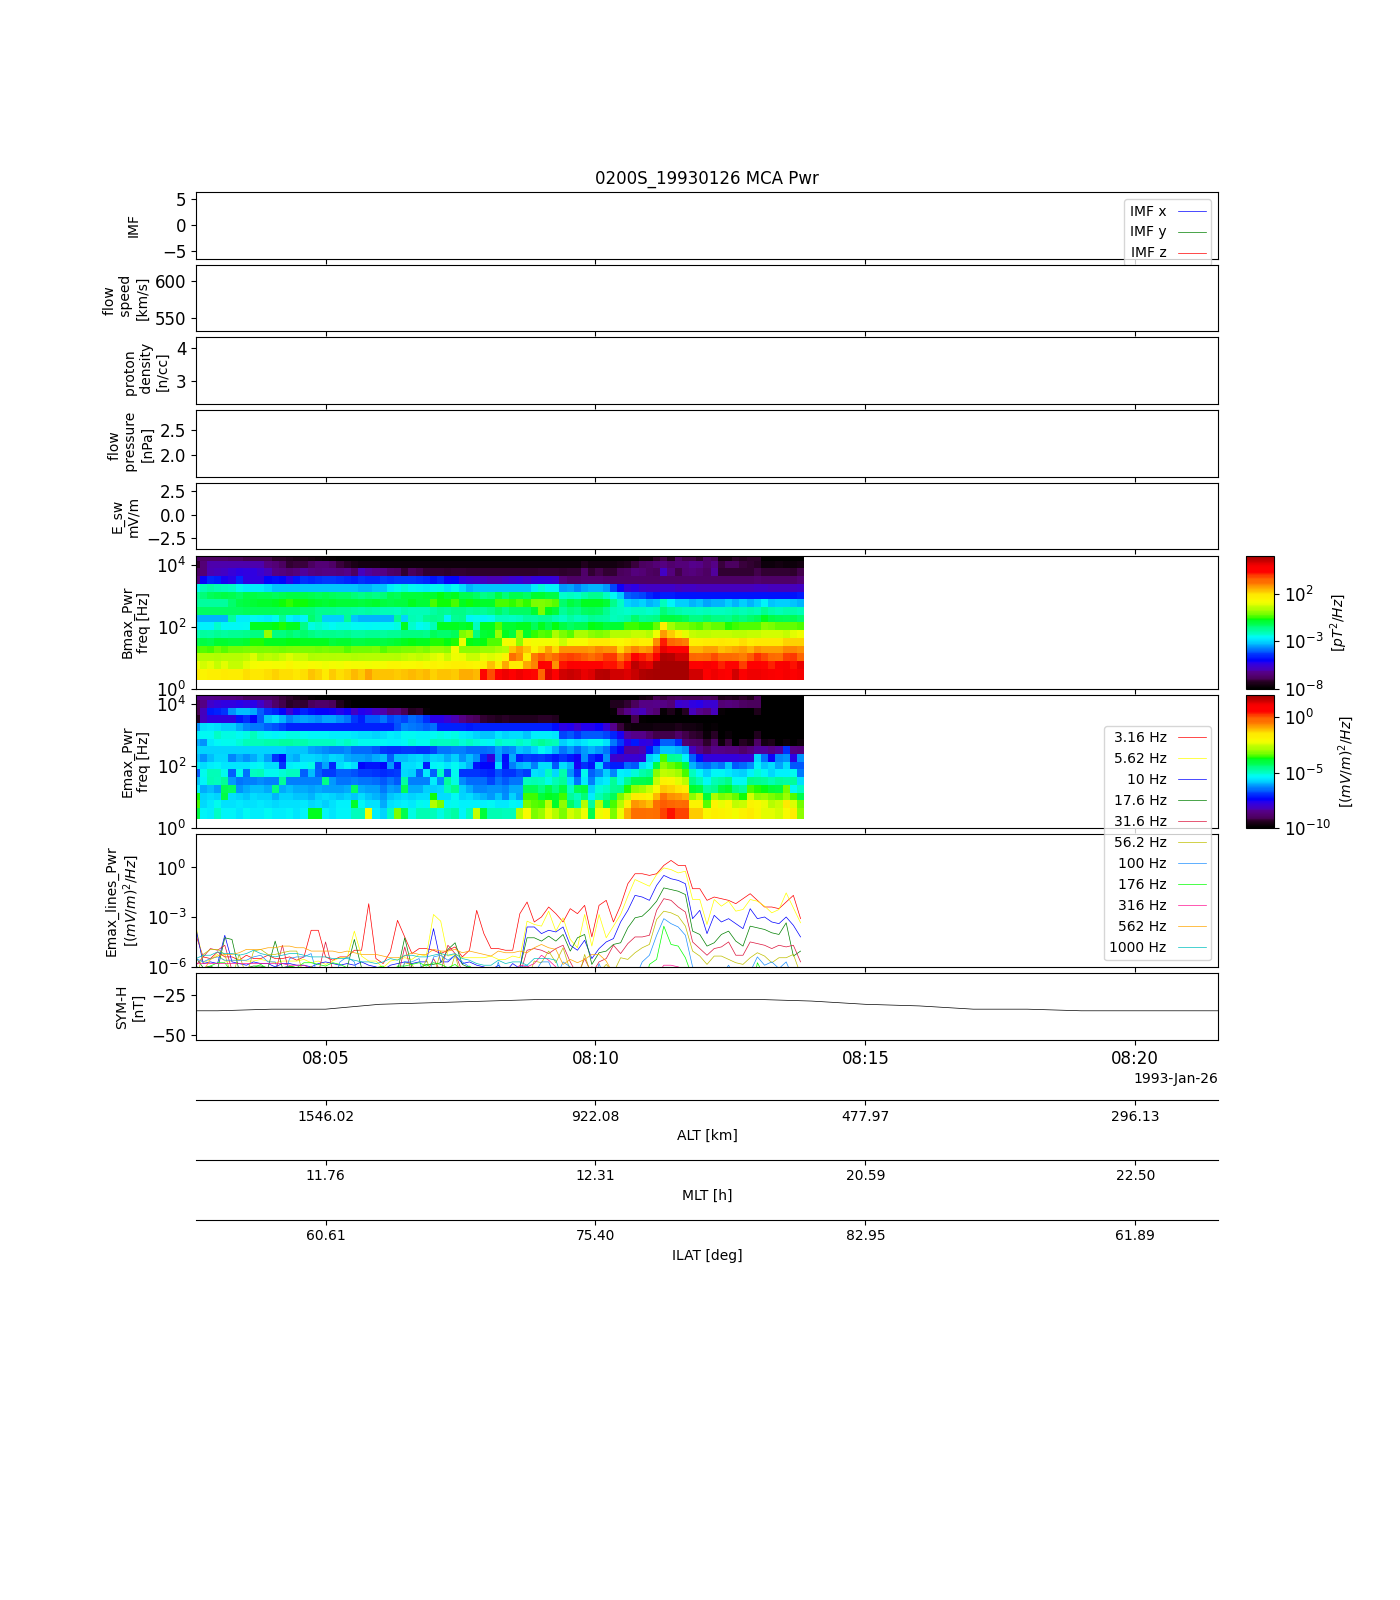 0200S_19930126 MCA Pwr
IMF
5
0
−5
IMF x
IMF y
IMF z
flow
speed
[km/s]
600
550
proton
density
[n/cc]
4
3
flow
pressure
[nPa]
2.5
2.0
E_sw
mV/m
2.5
0.0
−2.5
Bmax_Pwr
freq [Hz]
10^4
10^2
10^0
10^2
10^−3
10^−8
[pT^2/Hz]
Emax_Pwr
freq [Hz]
10^4
10^2
10^0
10^0
10^−5
10^−10
[(mV/m)^2/Hz]
3.16 Hz
5.62 Hz
10 Hz
17.6 Hz
31.6 Hz
56.2 Hz
100 Hz
176 Hz
316 Hz
562 Hz
1000 Hz
Emax_lines_Pwr
[(mV/m)^2/Hz]
10^0
10^−3
10^−6
SYM-H
[nT]
−25
−50
08:05 08:10 08:15 08:20
1993-Jan-26
1546.02 922.08 477.97 296.13
ALT [km]
11.76 12.31 20.59 22.50
MLT [h]
60.61 75.40 82.95 61.89
ILAT [deg]